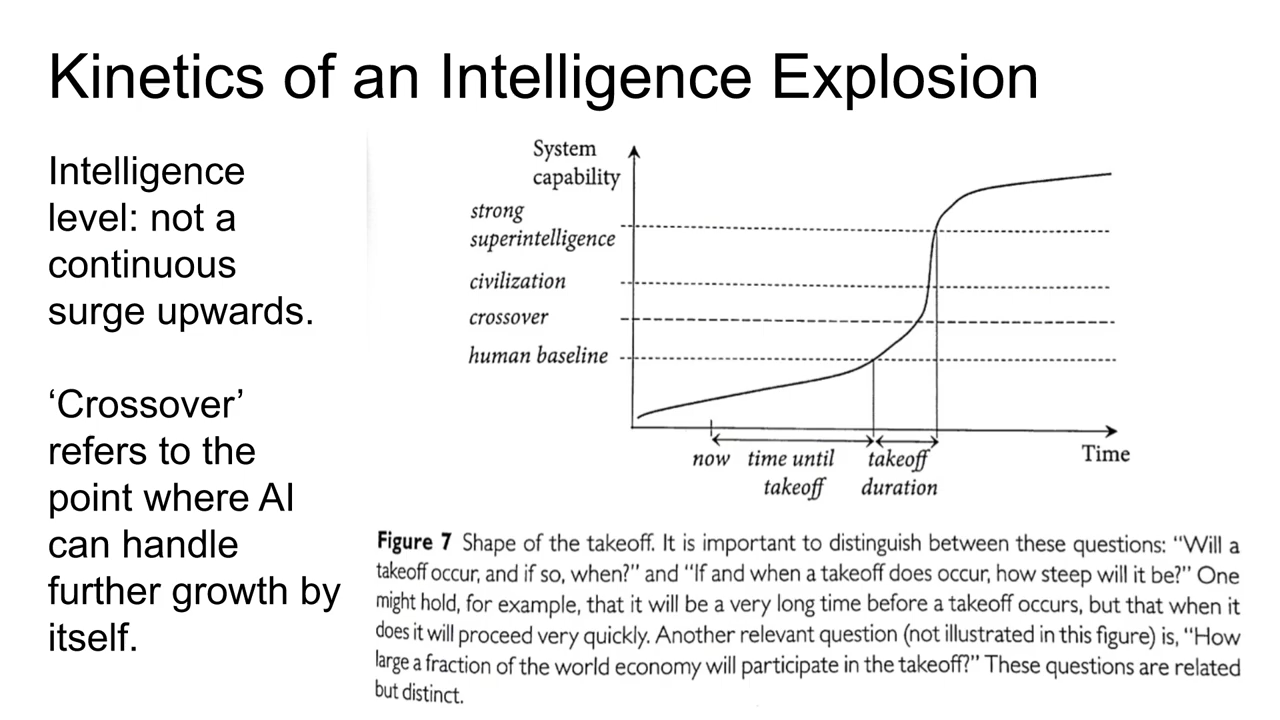 Kinetics of an Intelligence Explosion
Intelligence
level: not a
continuous
surge upwards.
‘Crossover’
refers to the
point where AI
can handle
further growth by
itself.
System
capability
strong
superintelligence
civilization
crossover
human baseline
now
time until
takeoff
takeoff
duration
Time
Figure 7 Shape of the takeoff. It is important to distinguish between these questions: “Will a
takeoff occur, and if so, when?” and “If and when a takeoff does occur, how steep will it be?” One
might hold, for example, that it will be a very long time before a takeoff occurs, but that when it
does it will proceed very quickly. Another relevant question (not illustrated in this figure) is, “How
large a fraction of the world economy will participate in the takeoff?” These questions are related
but distinct.